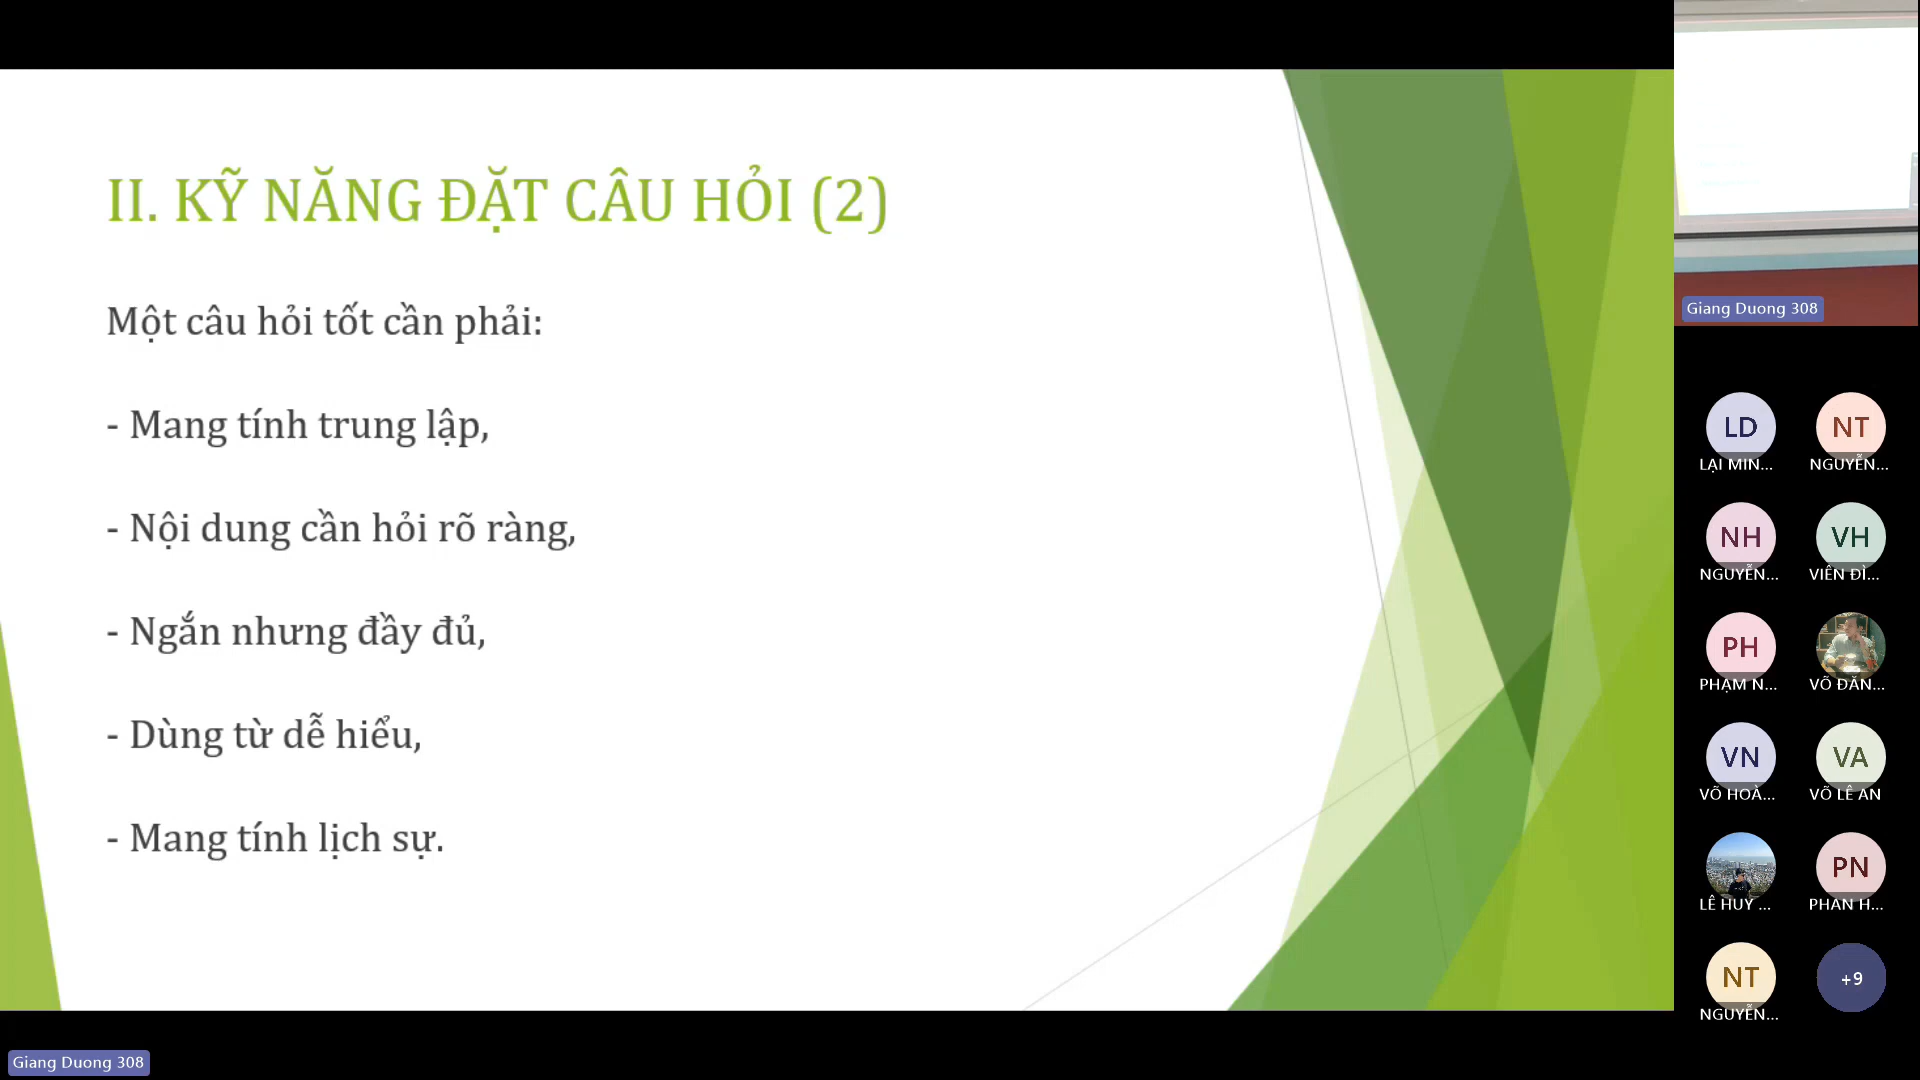 II. KỸ NĂNG ĐẶT CÂU HỎI (2)
Một câu hỏi tốt cần phải:
- Mang tính trung lập,
- Nội dung cần hỏi rõ ràng,
- Ngắn nhưng đầy đủ,
- Dùng từ dễ hiểu,
- Mang tính lịch sự.
Giang Duong 308
Giang Duong 308
LD
LẠI MIN...
NT
NGUYỄN...
NH
NGUYỄN...
VH
VIÊN ĐÌ...
PH
PHẠM N...
VÕ ĐĂN...
VN
VÕ HOÀ...
VA
VÕ LÊ AN
LÊ HUY ...
PN
PHAN H...
NT
NGUYỄN...
+9